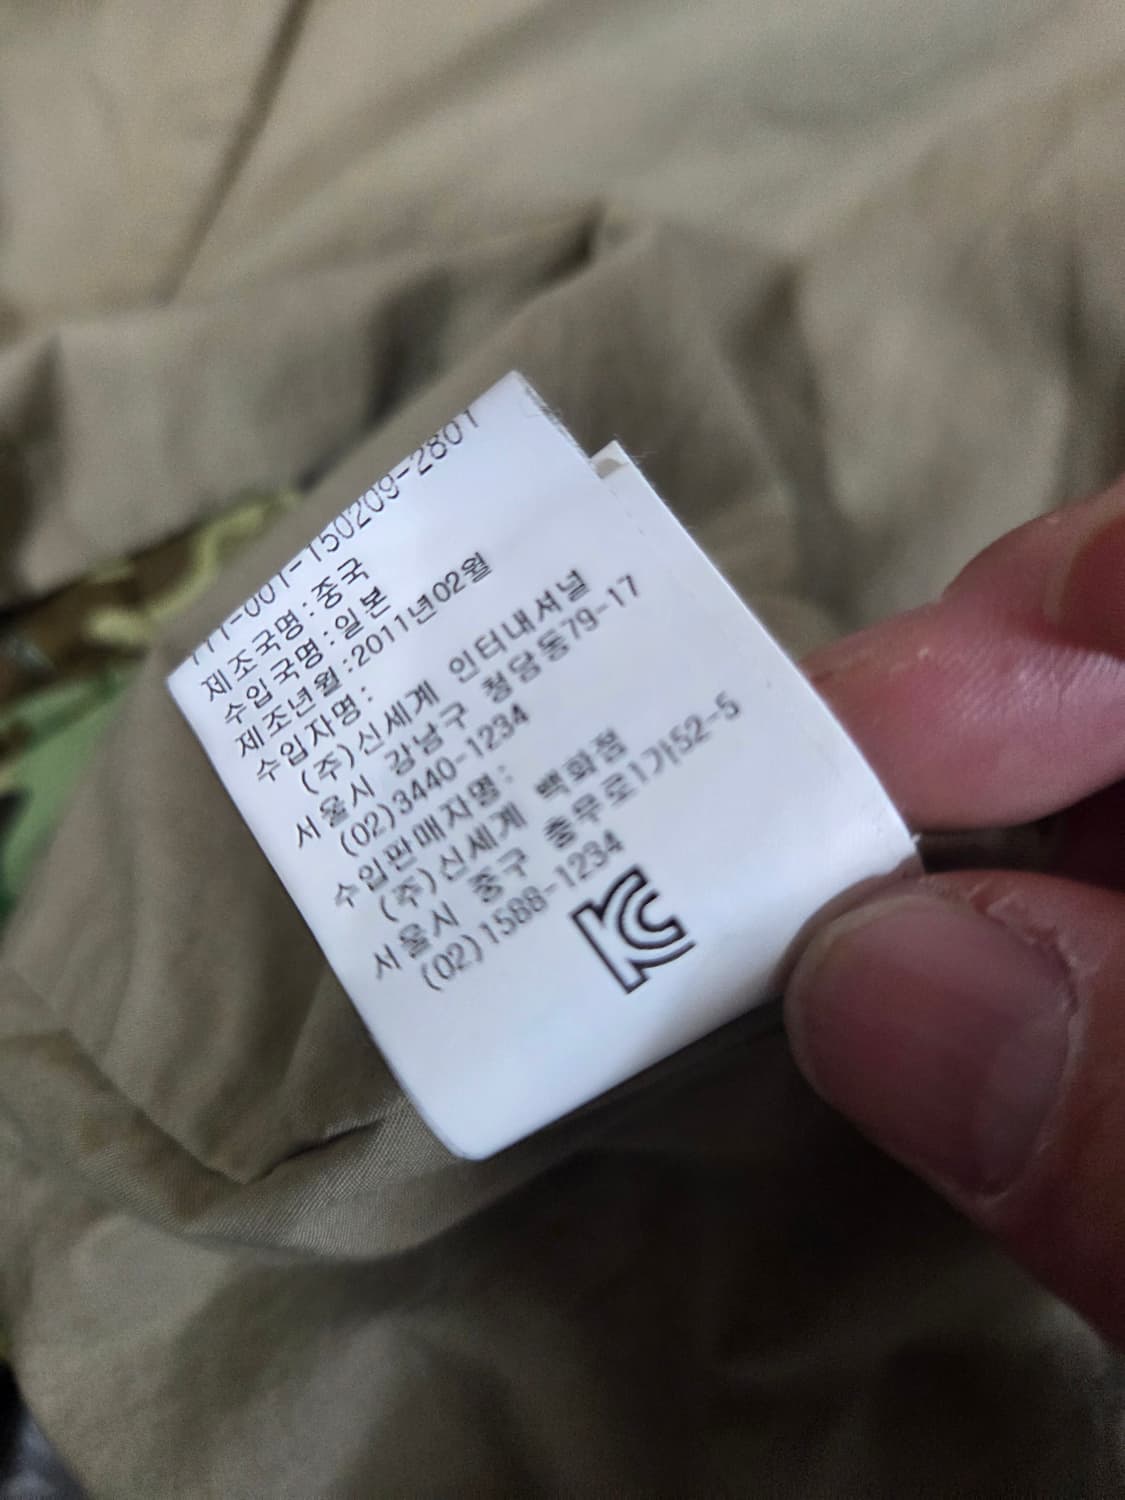 111-001-150209-2801
제조국명:중국
수입국명:일본
제조년월:2011년02월
수입자명:
(주)신세계 인터내셔널
서울시 강남구 청담동79-17
(02)3440-1234
수입판매자명:
(주)신세계 백화점
서울시 중구 충무로1가52-5
(02)1588-1234
KC